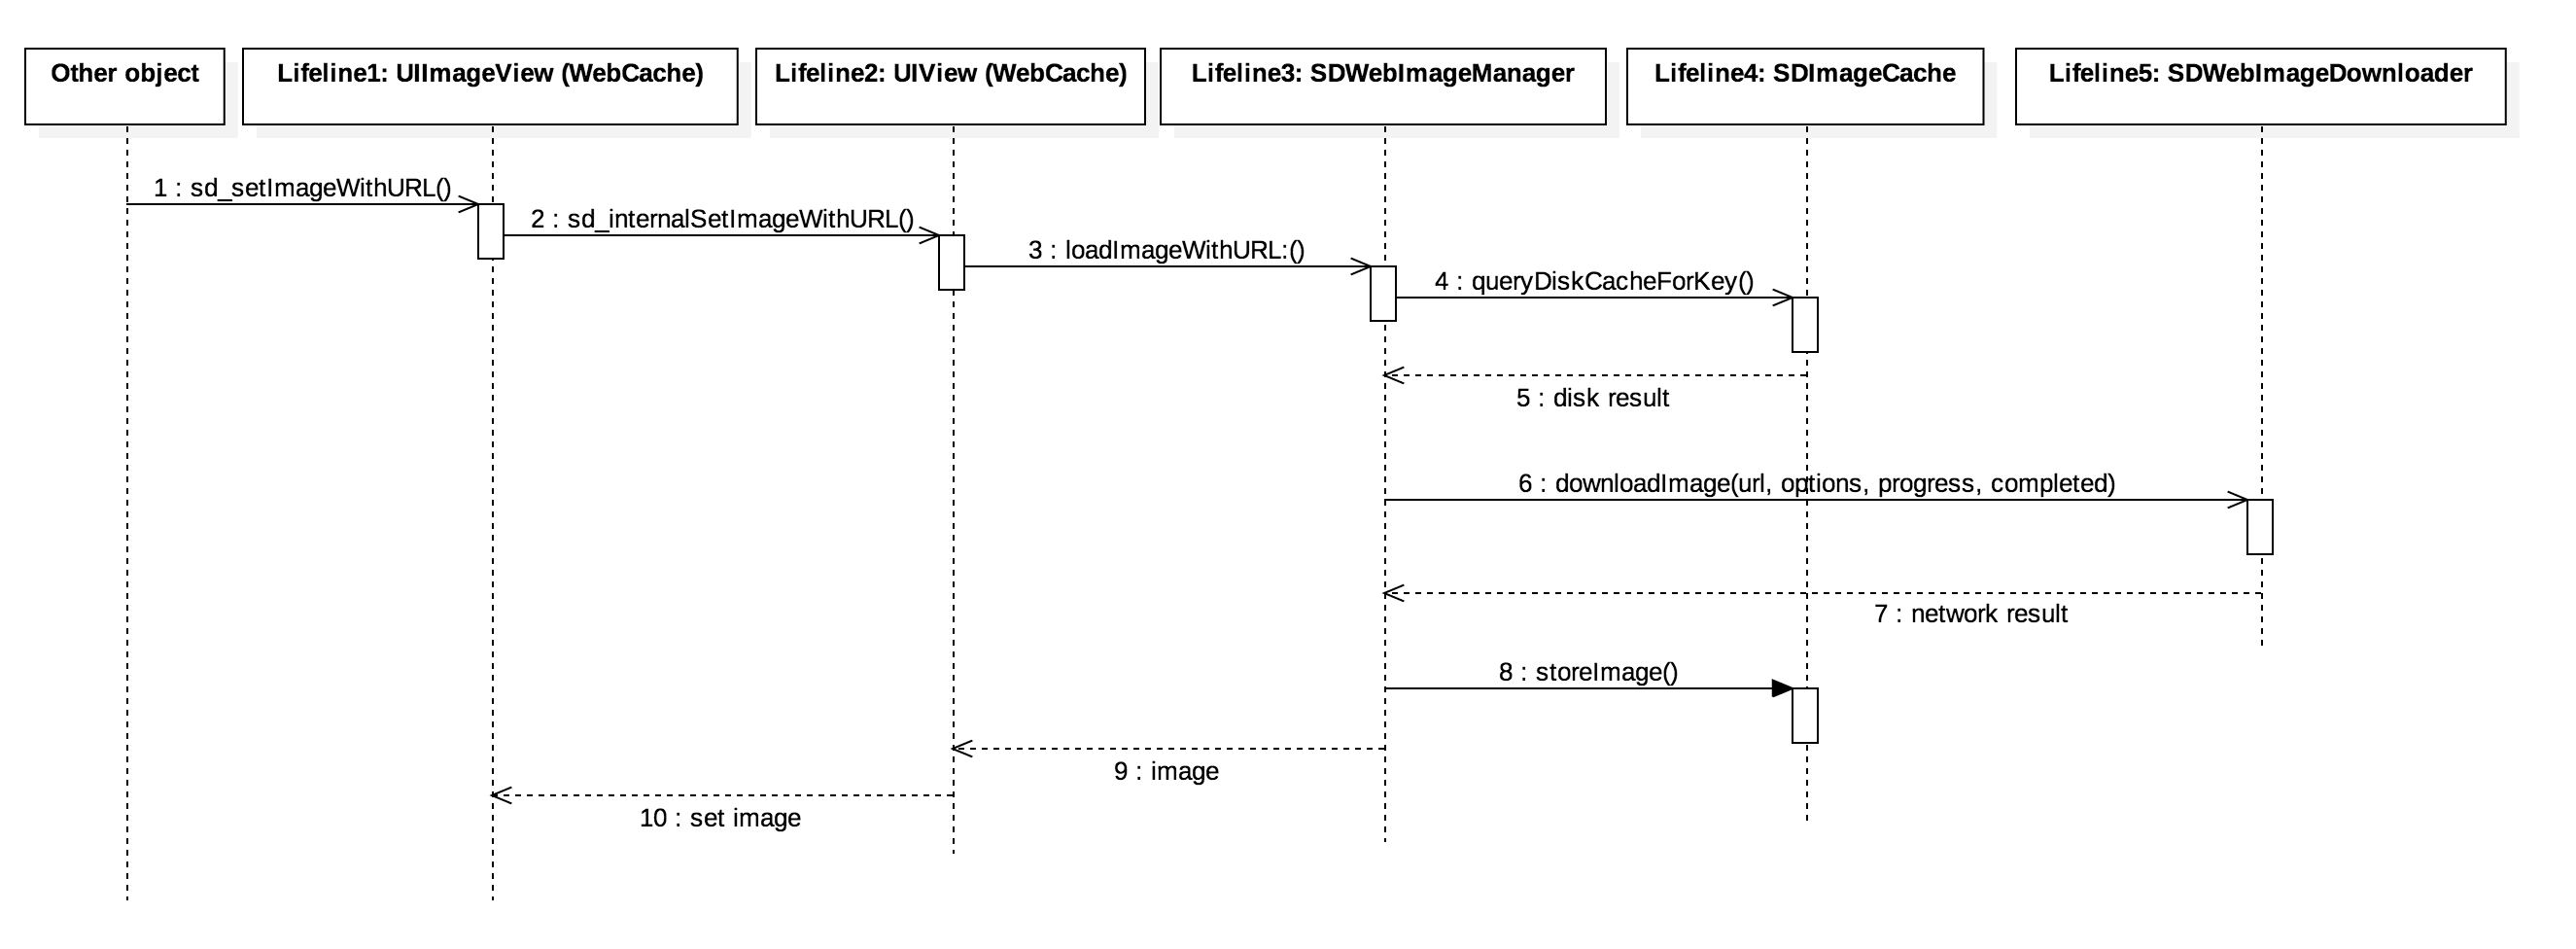 Other object
Lifeline1: UIImageView (WebCache)
Lifeline2: UIView (WebCache)
Lifeline3: SDWebImageManager
Lifeline4: SDImageCache
Lifeline5: SDWebImageDownloader
1 : sd_setImageWithURL()
2 : sd_internalSetImageWithURL()
3 : loadImageWithURL:()
4 : queryDiskCacheForKey()
5 : disk result
6 : downloadImage(url, options, progress, completed)
7 : network result
8 : storeImage()
9 : image
10 : set image